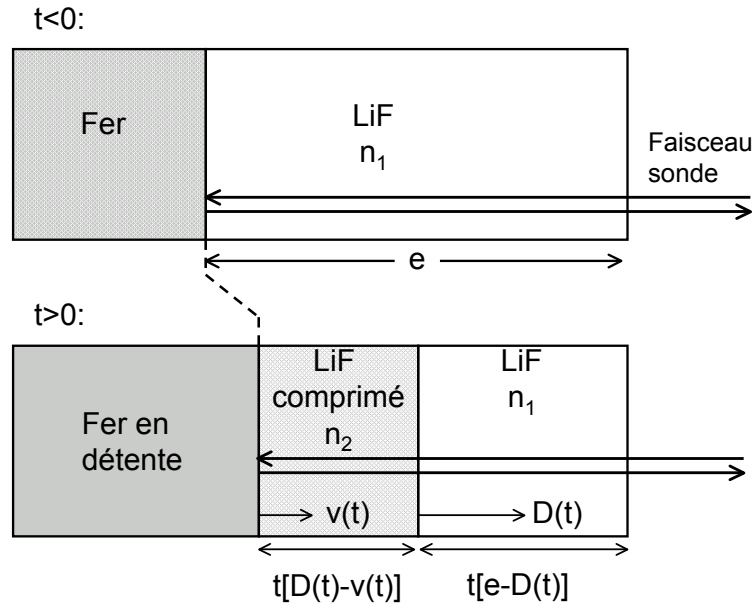 t<0:
Fer
LiF
n₁
Faisceau
sonde
e
t>0:
Fer en
détente
LiF
comprimé
n₂
LiF
n₁
v(t)
D(t)
t[D(t)-v(t)]
t[e-D(t)]